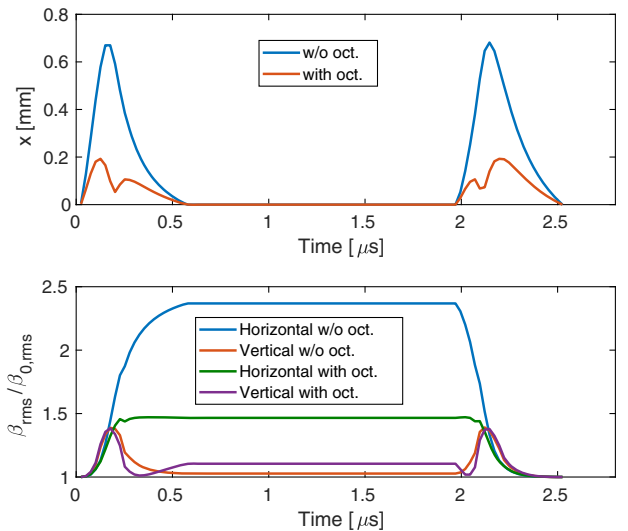 0.8
0.6
0.4
0.2
0
x [mm]
w/o oct.
with oct.
0 0.5 1 1.5 2 2.5
Time [ μs]
2.5
2
1.5
1
β_rms/β_0,rms
Horizontal w/o oct.
Vertical w/o oct.
Horizontal with oct.
Vertical with oct.
0 0.5 1 1.5 2 2.5
Time [ μs]